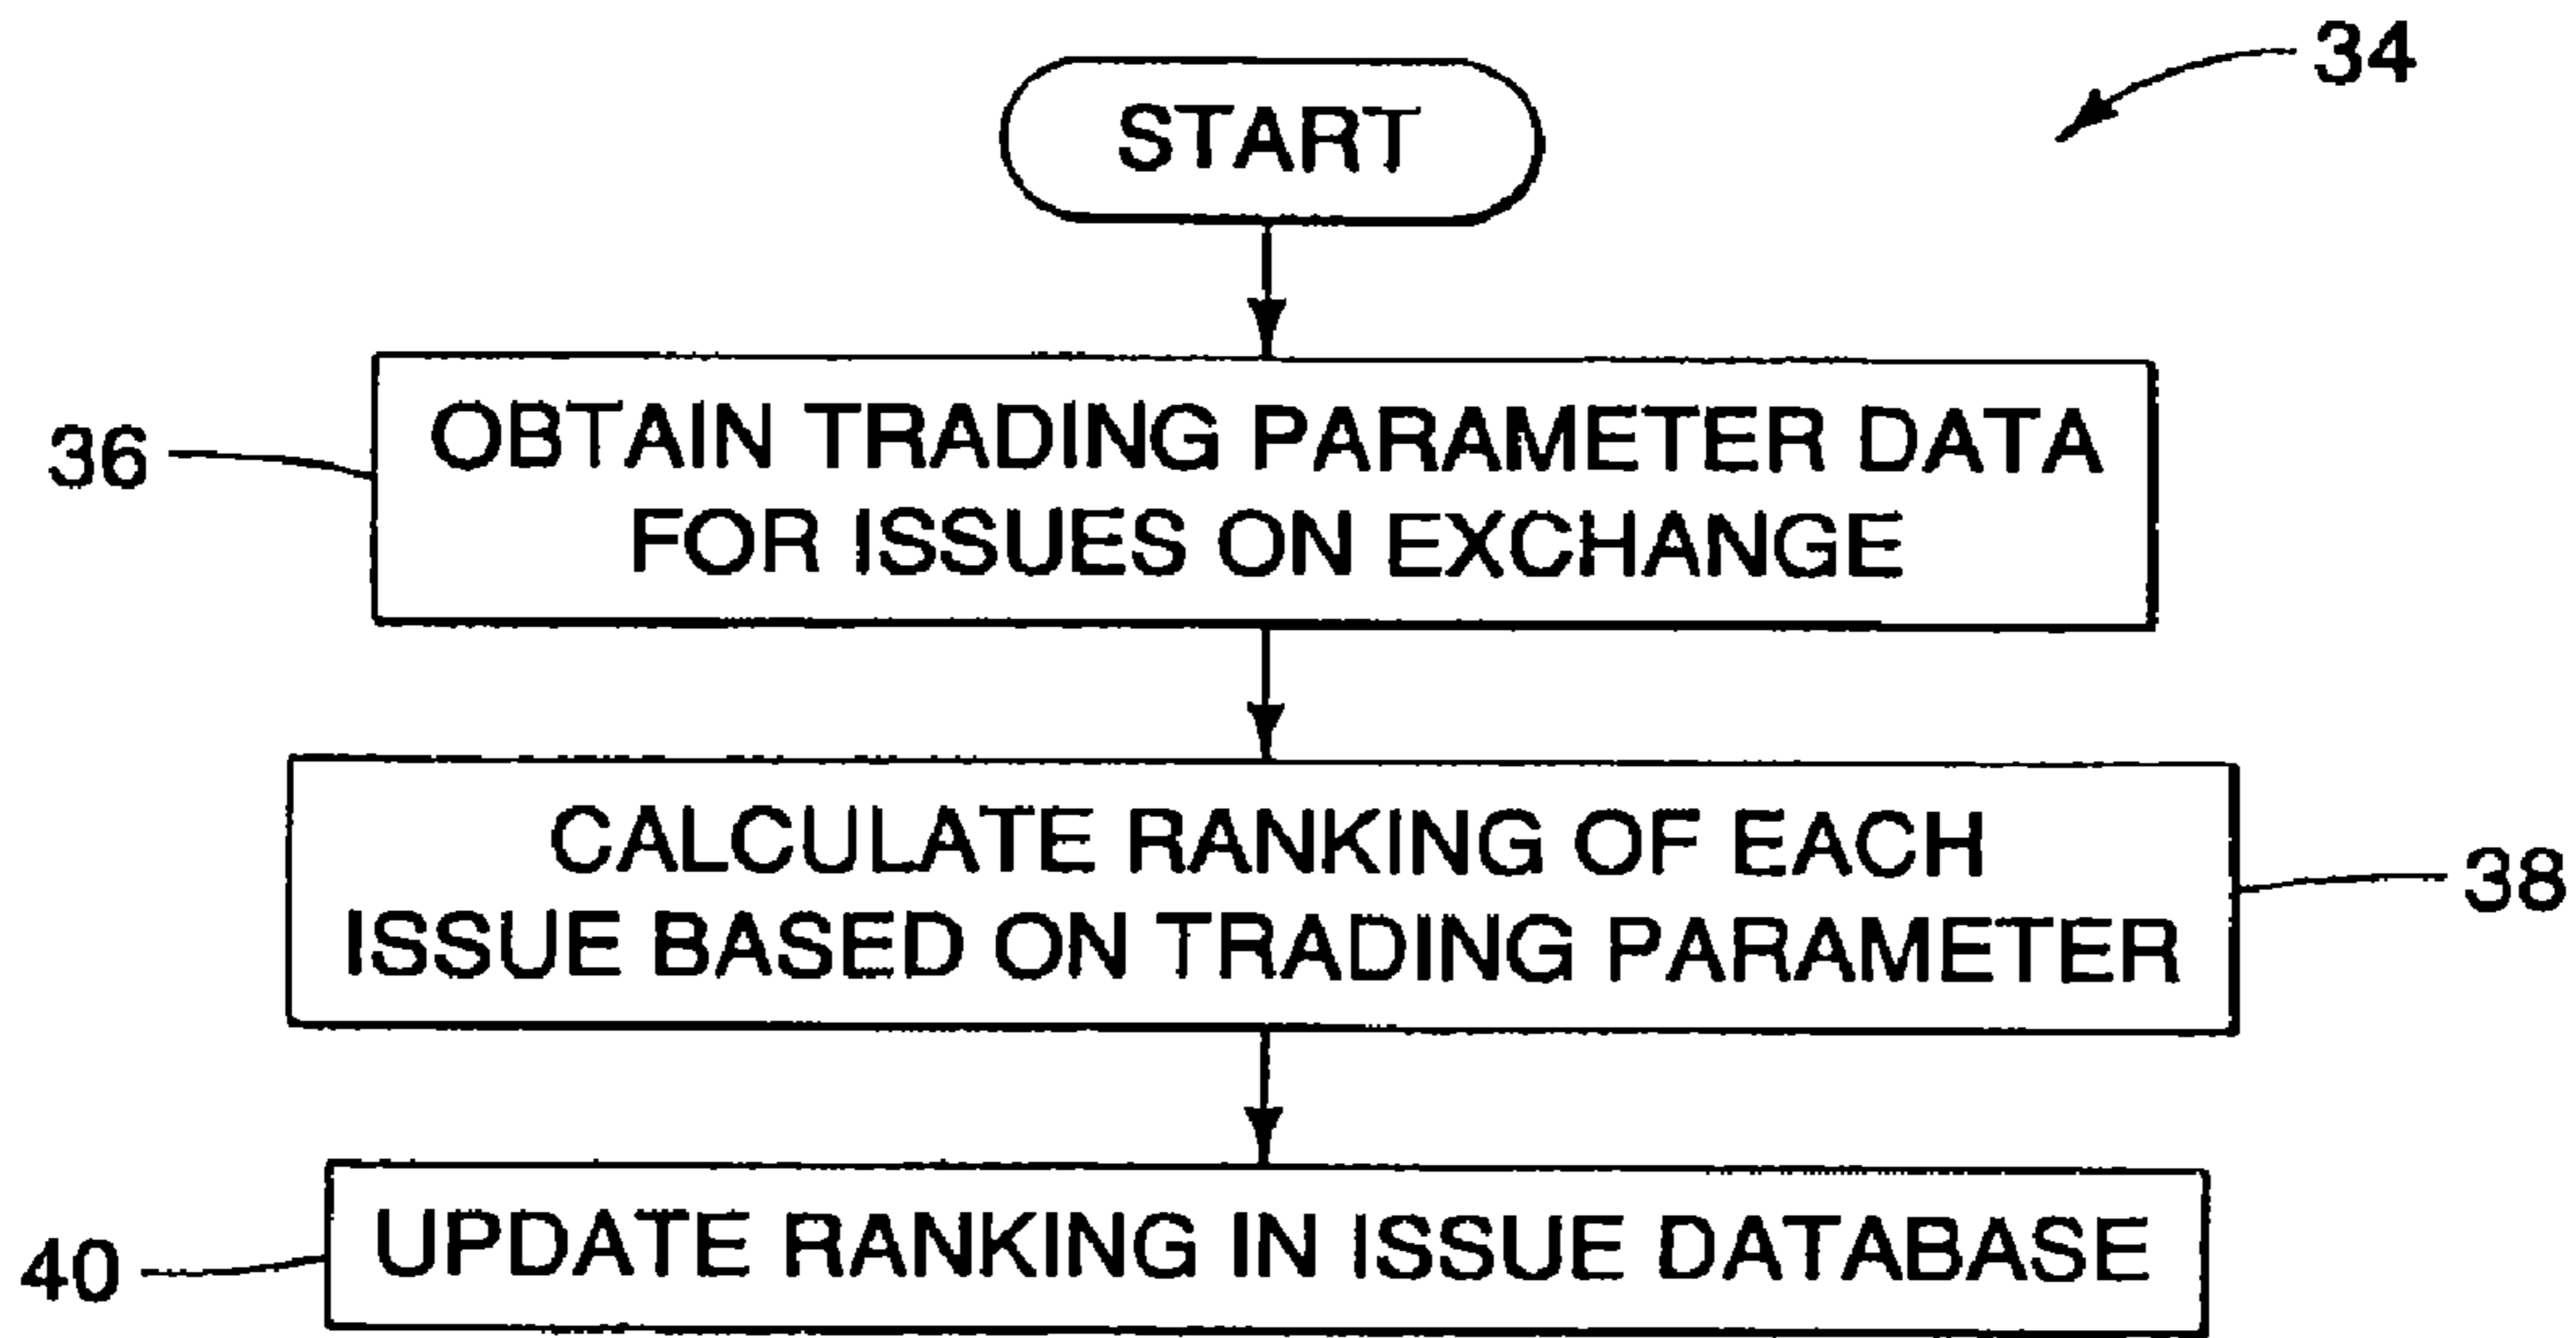 34
START
36
OBTAIN TRADING PARAMETER DATA
FOR ISSUES ON EXCHANGE
CALCULATE RANKING OF EACH
ISSUE BASED ON TRADING PARAMETER
38
40
UPDATE RANKING IN ISSUE DATABASE